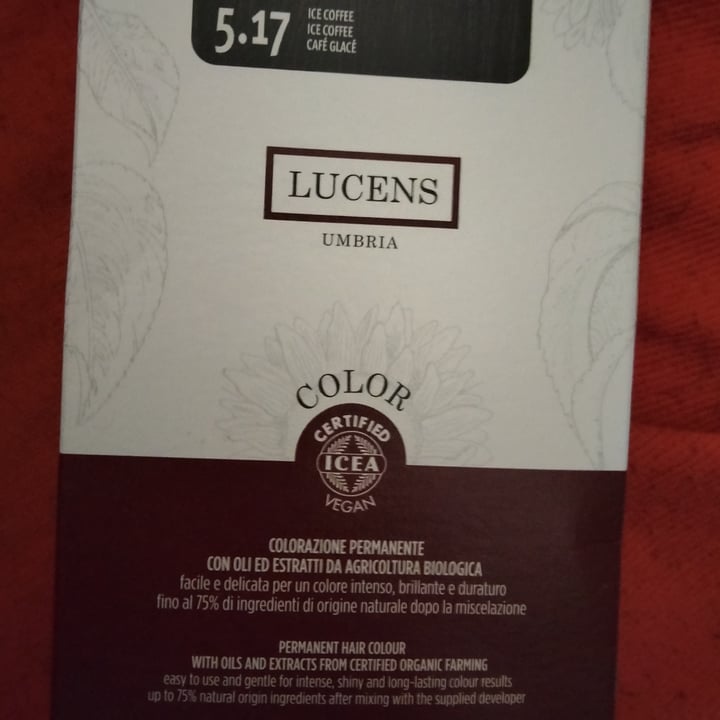 5.17
ICE COFFEE
ICE COFFEE
CAFÉ GLACÉ
LUCENS
UMBRIA
COLOR
CERTIFIED
ICEA
VEGAN
COLORAZIONE PERMANENTE
CON OLI ED ESTRATTI DA AGRICOLTURA BIOLOGICA
facile e delicata per un colore intenso, brillante e duraturo
fino al 75% di ingredienti di origine naturale dopo la miscelazione
PERMANENT HAIR COLOUR
WITH OILS AND EXTRACTS FROM CERTIFIED ORGANIC FARMING
easy to use and gentle for intense, shiny and long-lasting colour results
up to 75% natural origin ingredients after mixing with the supplied developer